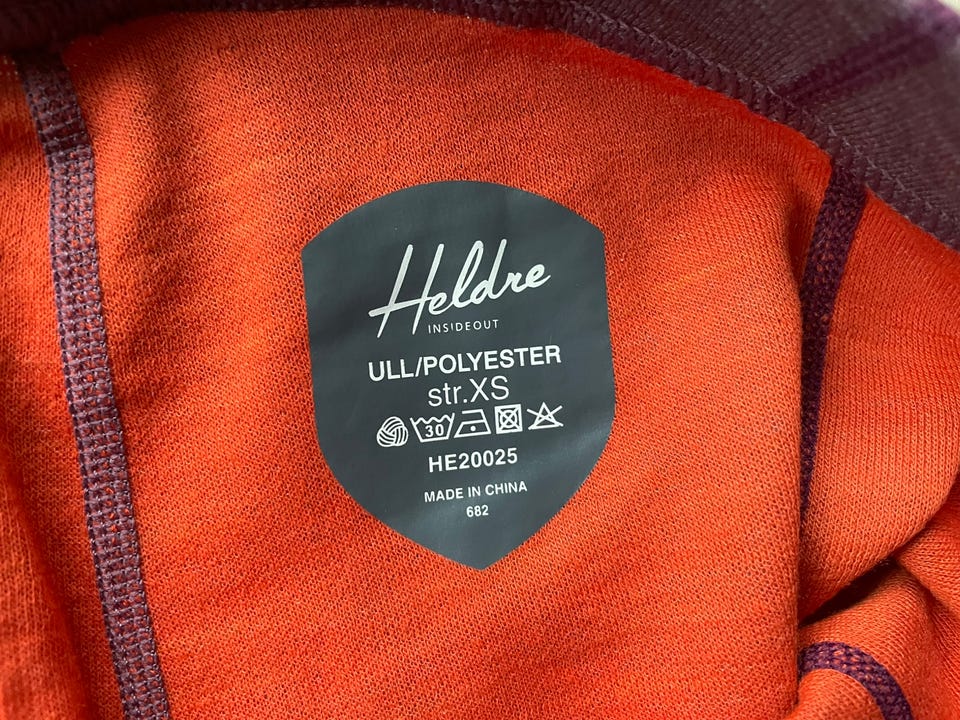 Heldre
INSIDEOUT
ULL/POLYESTER
str.XS
30
HE20025
MADE IN CHINA
682